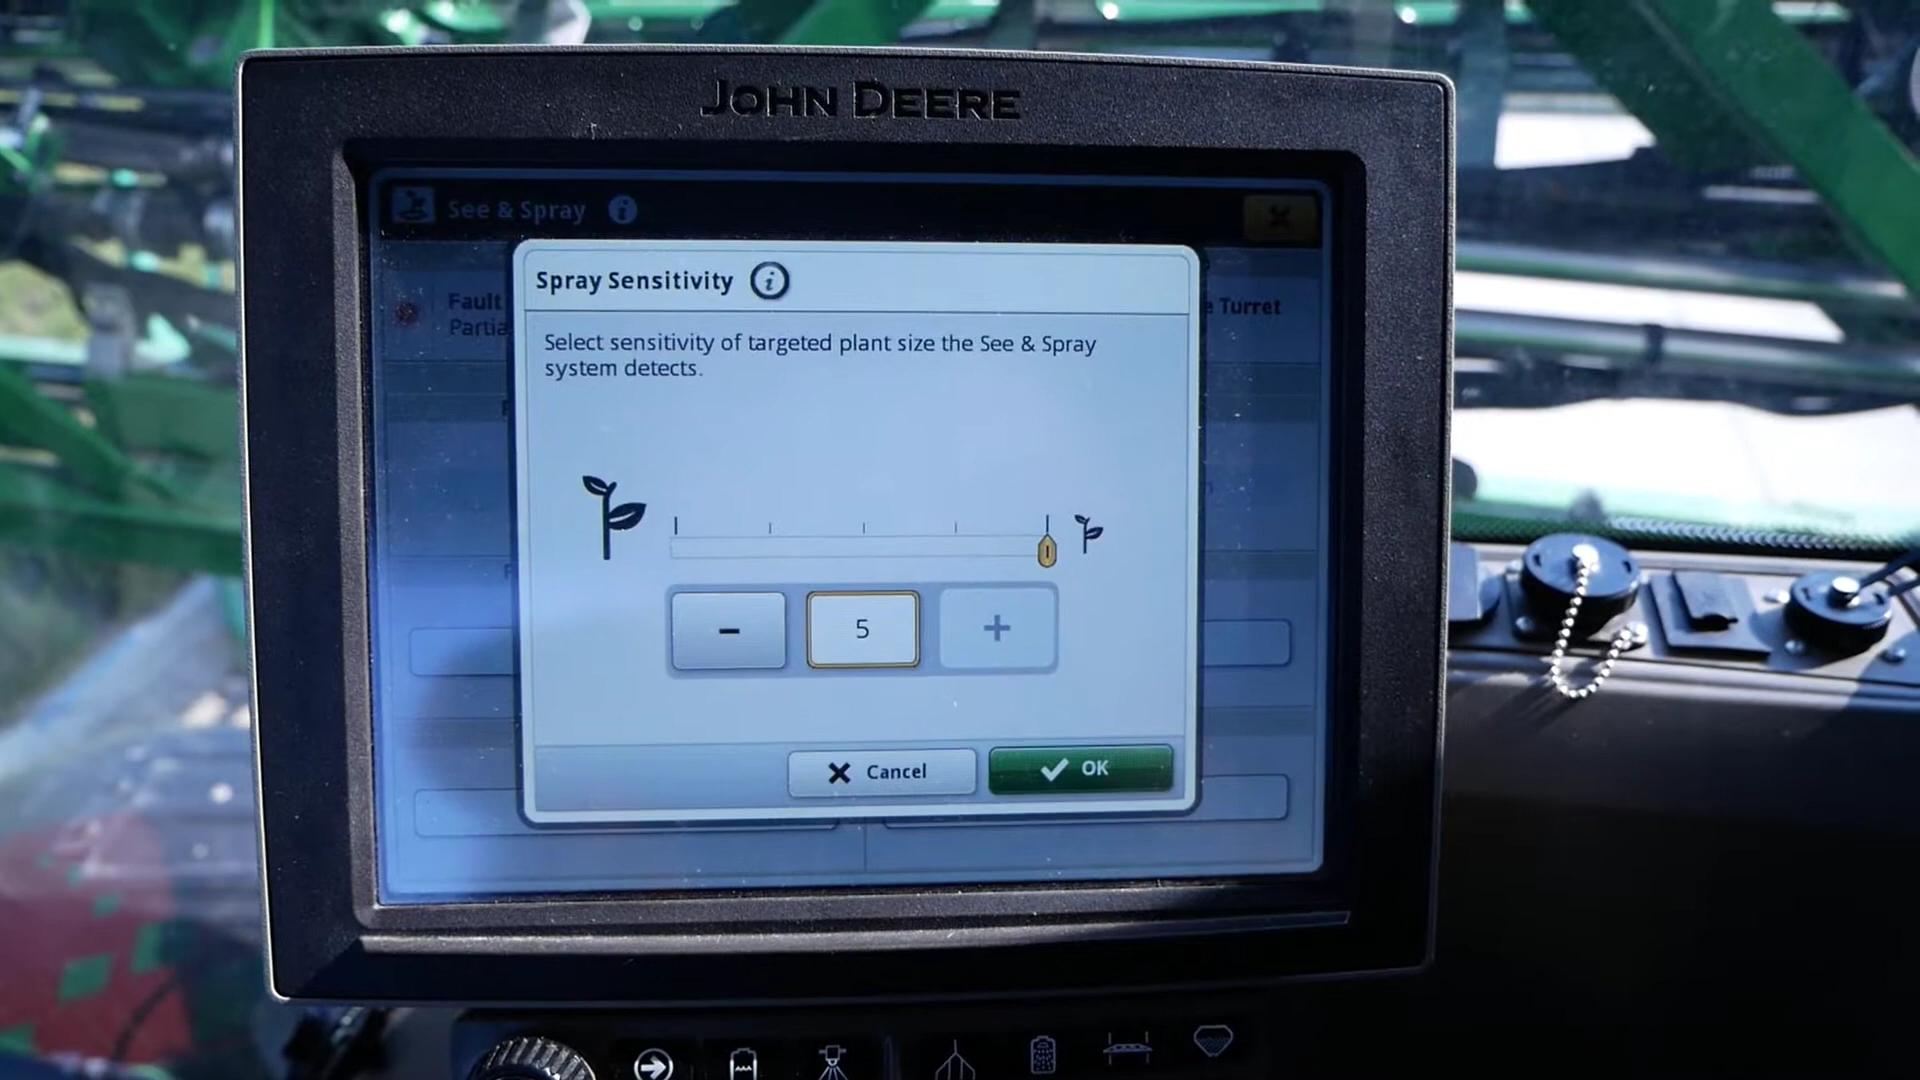 JOHN DEERE
See & Spray
Fault
e Turret
Spray Sensitivity
Select sensitivity of targeted plant size the See & Spray
system detects.
5
Cancel
OK